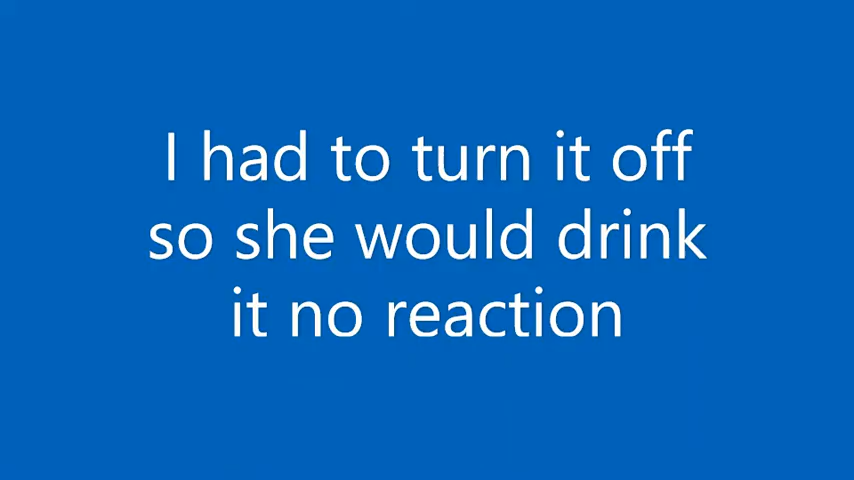 I had to turn it off
so she would drink
it no reaction